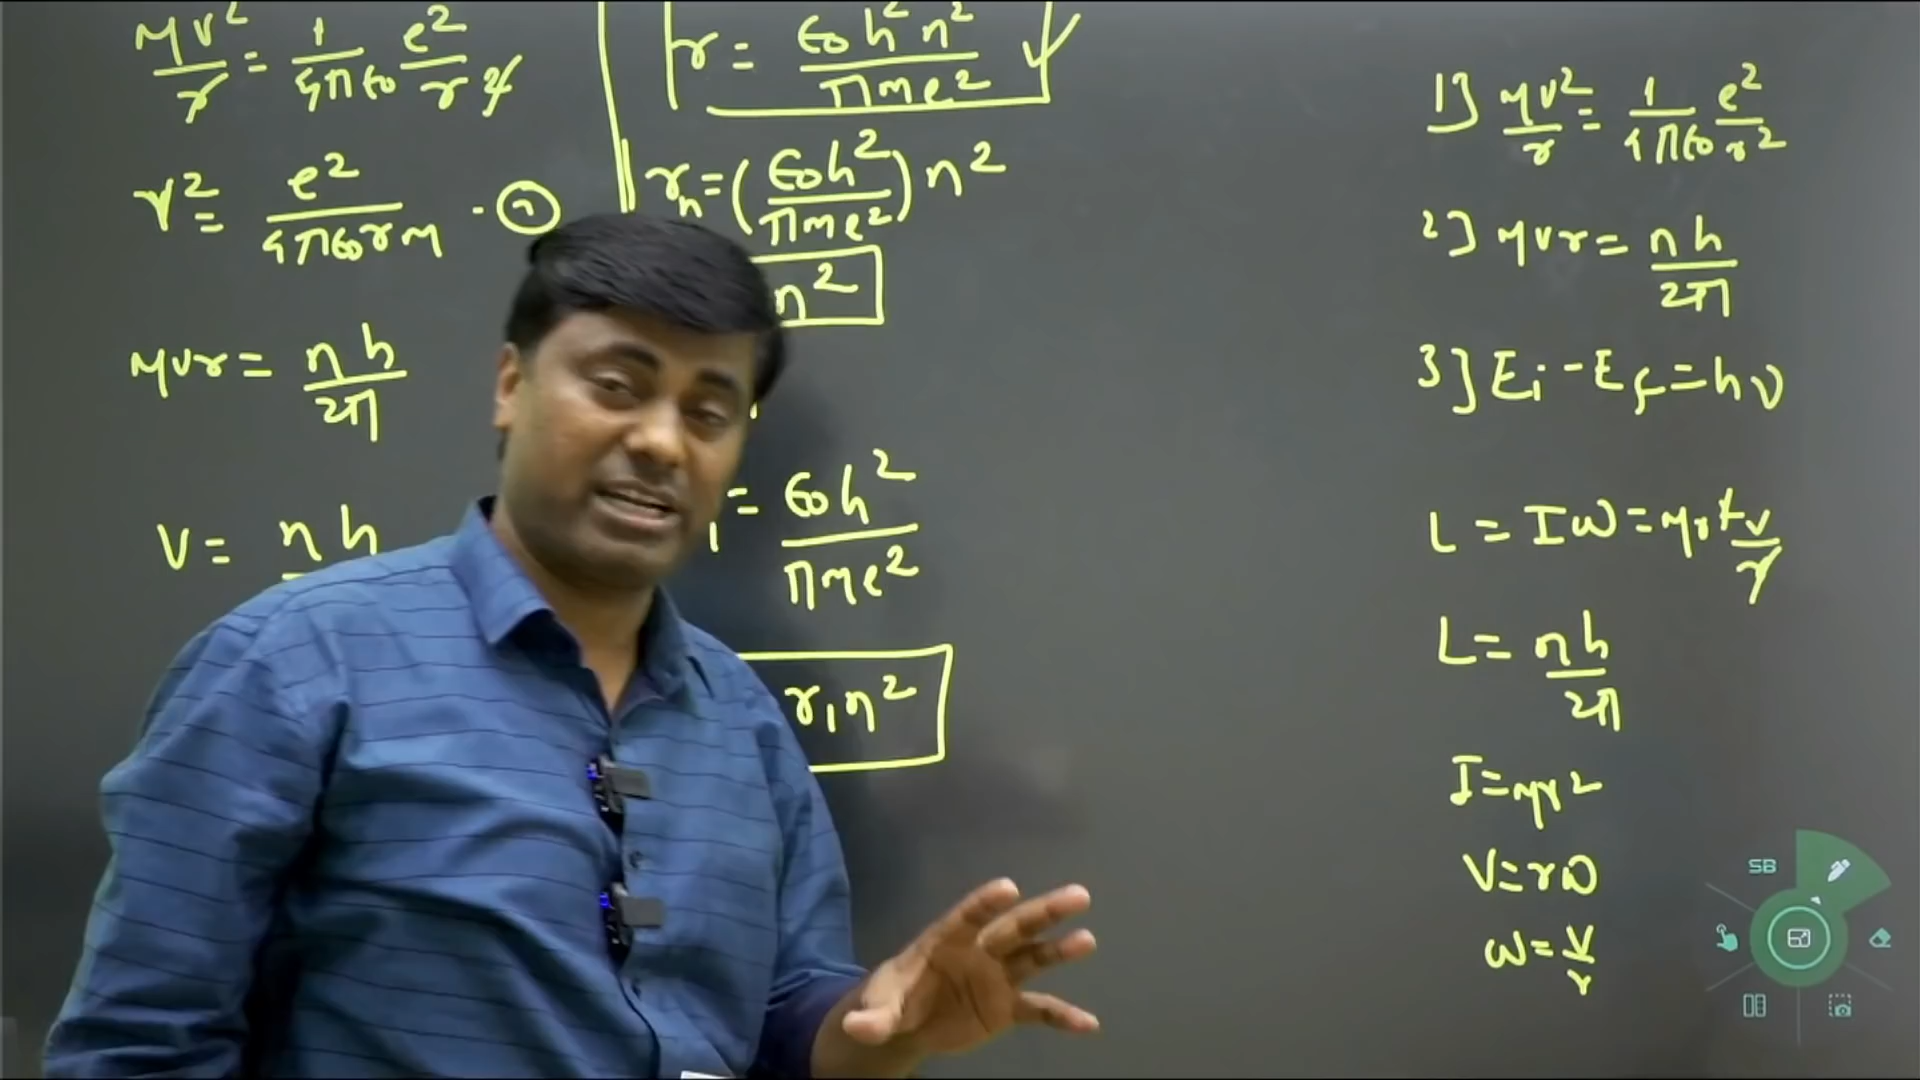 mv²/r = 1/4πϵ₀ e²/r²
v² = e²/4πϵ₀rm
mvr = nh/2π
v = nh
r = ϵ₀h²n²/πme²
rₙ = (ϵ₀h²/πme²)n²
n²
= ϵ₀h²/πme²
r₁n²
1] mv²/r = 1/4πϵ₀ e²/r²
2] mvr = nh/2π
3] Ei - Ef = hν
L = Iω = mr² v/r
L = nh/2π
I = mr²
V = rω
ω = v/r
SB